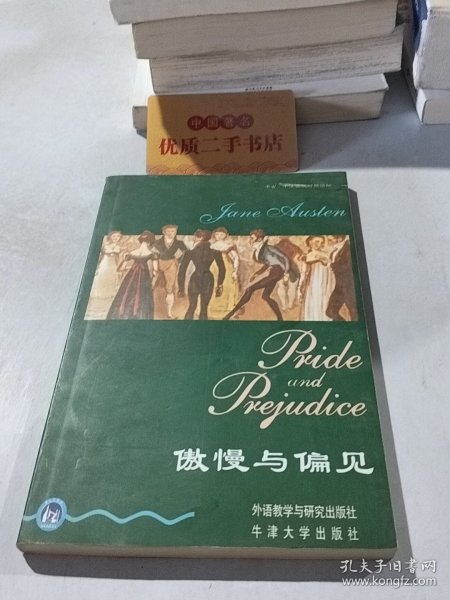 中国著名
优质二手书店
Jane Austen
Pride
and
Prejudice
傲慢与偏见
外语教学与研究出版社
牛津大学出版社
孔夫子旧书网
www.kongfz.com